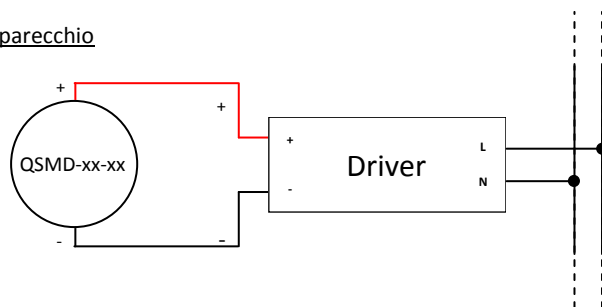 parecchio
+
+
QSMD-xx-xx
+
Driver
L
-
N
-
-